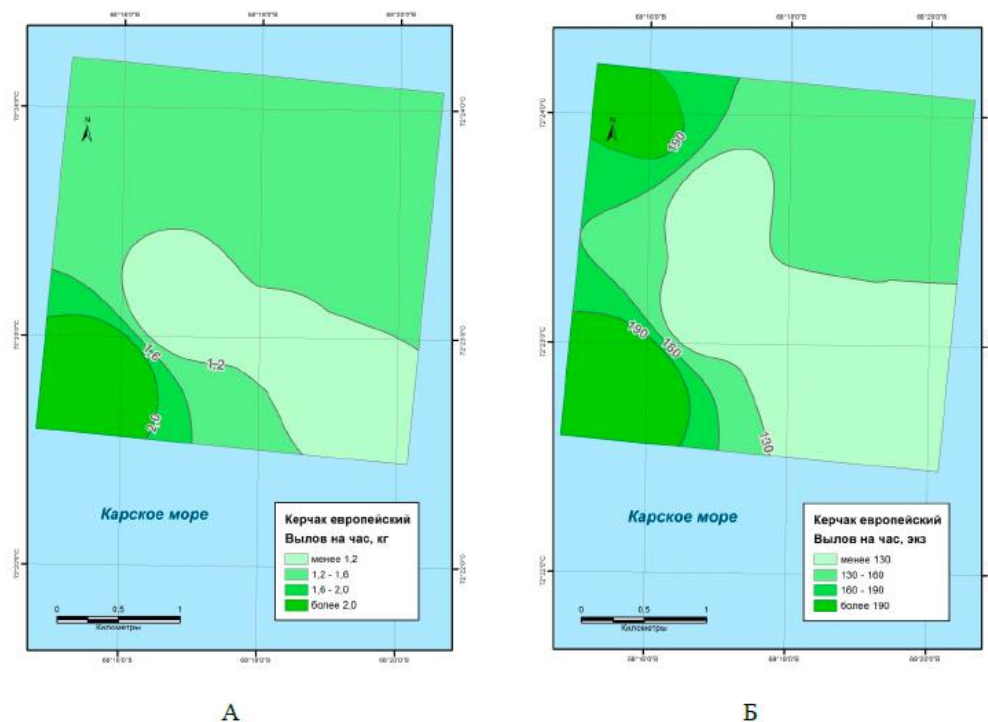 N
1,6
1,2
2,0
Карское море
Керчак европейский
Вылов на час, кг
менее 1,2
1,2 - 1,6
1,6 - 2,0
более 2,0
0 0,5 1
Километры
А
N
190
190
160
130
Карское море
Керчак европейский
Вылов на час, экз
менее 130
130 - 160
160 - 190
более 190
0 0,5 1
Километры
Б